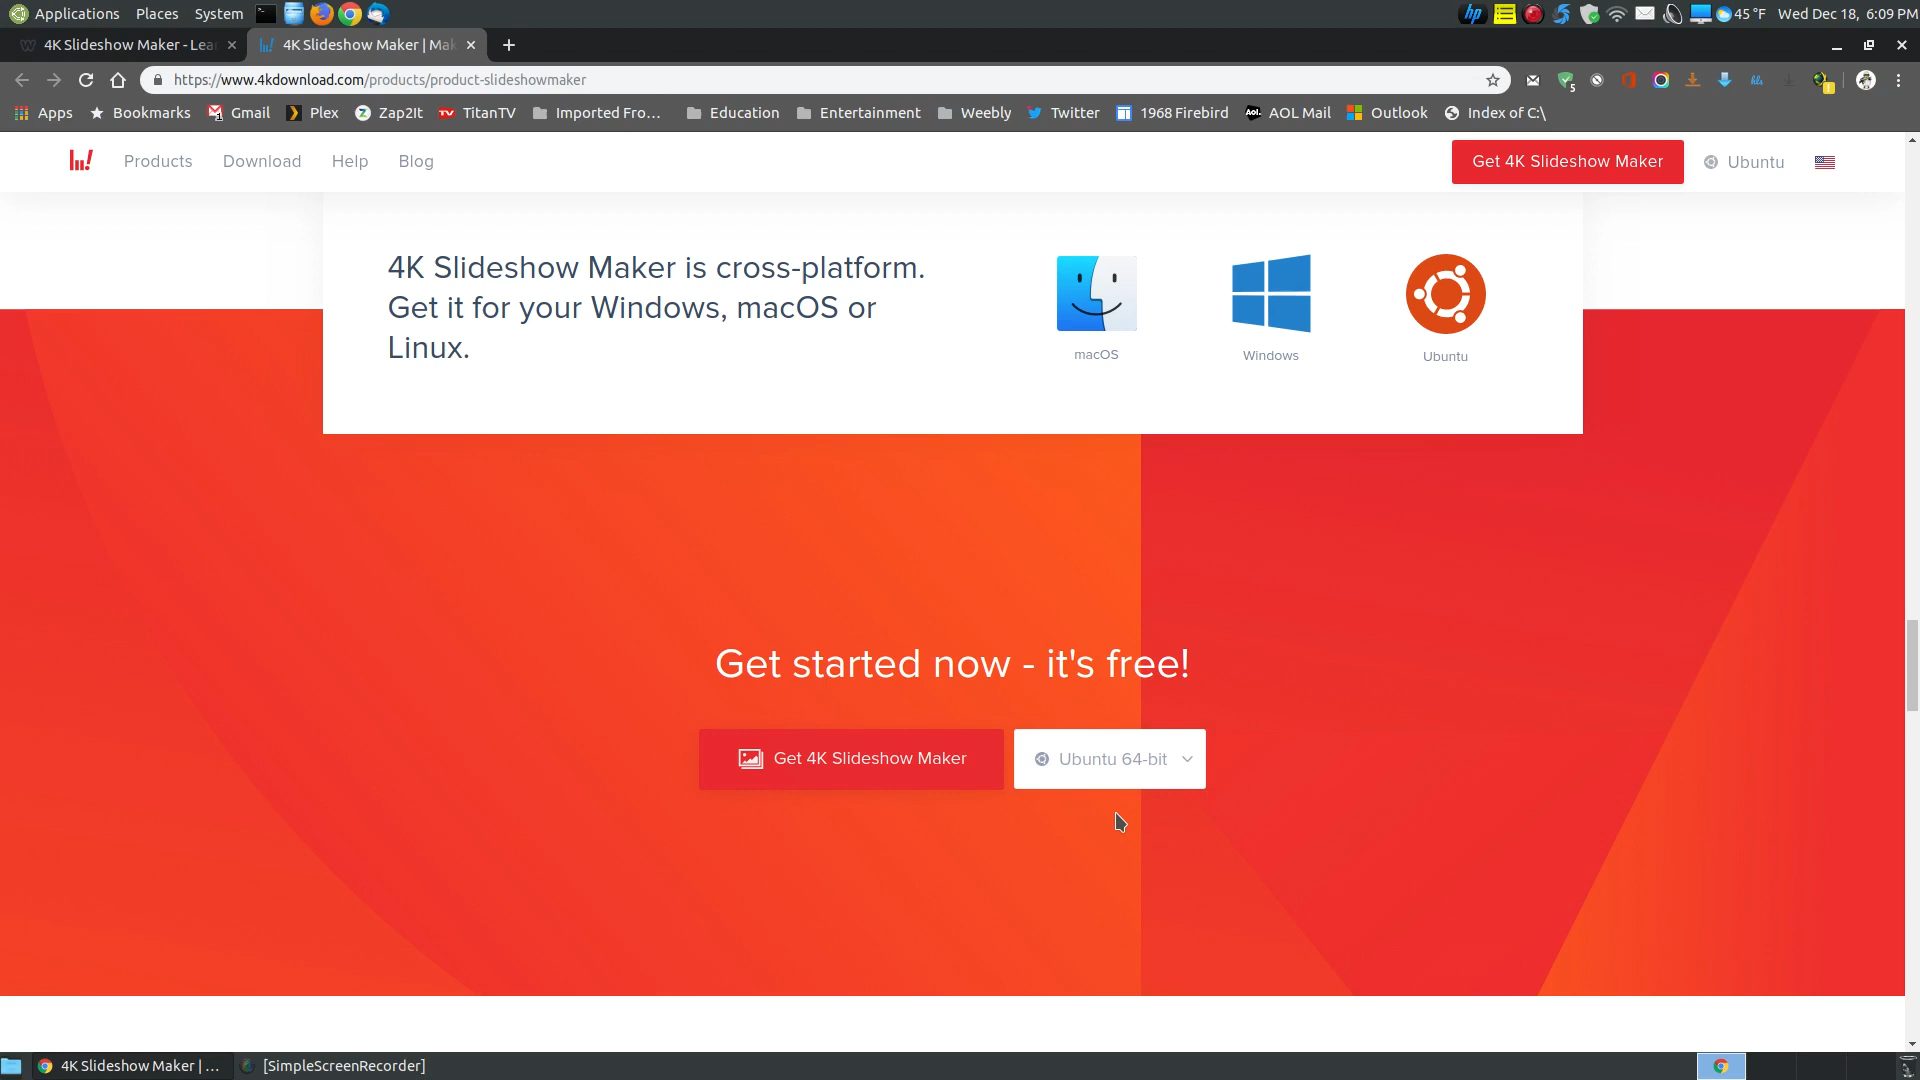 Applications Places System
45 °F Wed Dec 18, 6:09 PM
4K Slideshow Maker - Lea
4K Slideshow Maker | Mak
https://www.4kdownload.com/products/product-slideshowmaker
5
Apps Bookmarks Gmail Plex Zap2It TitanTV Imported Fro... Education Entertainment Weebly Twitter 1968 Firebird AOL Mail Outlook Index of C:\
Products Download Help Blog
Get 4K Slideshow Maker
Ubuntu
4K Slideshow Maker is cross-platform.
Get it for your Windows, macOS or
Linux.
macOS
Windows
Ubuntu
Get started now - it's free!
Get 4K Slideshow Maker
Ubuntu 64-bit
4K Slideshow Maker | ...
[SimpleScreenRecorder]